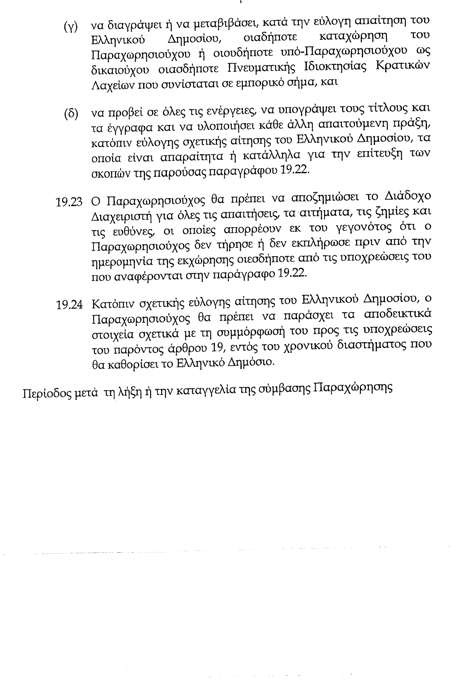 (γ) να διαγράψει ή να μεταβιβάσει, κατά την εύλογη απαίτηση του
Ελληνικού Δημοσίου, οιαδήποτε καταχώρηση του
Παραχωρησιούχου ή οιουδήποτε υπό-Παραχωρησιούχου ως
δικαιούχου οιασδήποτε Πνευματικής Ιδιοκτησίας Κρατικών
Λαχείων που συνίσταται σε εμπορικό σήμα, και
(δ) να προβεί σε όλες τις ενέργειες, να υπογράψει τους τίτλους και
τα έγγραφα και να υλοποιήσει κάθε άλλη απαιτούμενη πράξη,
κατόπιν εύλογης σχετικής αίτησης του Ελληνικού Δημοσίου, τα
οποία είναι απαραίτητα ή κατάλληλα για την επίτευξη των
σκοπών της παρούσας παραγράφου 19.22.
19.23 Ο Παραχωρησιούχος θα πρέπει να αποζημιώσει το Διάδοχο
Διαχειριστή για όλες τις απαιτήσεις, τα αιτήματα, τις ζημίες και
τις ευθύνες, οι οποίες απορρέουν εκ του γεγονότος ότι ο
Παραχωρησιούχος δεν τήρησε ή δεν εκπλήρωσε πριν από την
ημερομηνία της εκχώρησης οιεσδήποτε από τις υποχρεώσεις του
που αναφέρονται στην παράγραφο 19.22.
19.24 Κατόπιν σχετικής εύλογης αίτησης του Ελληνικού Δημοσίου, ο
Παραχωρησιούχος θα πρέπει να παράσχει τα αποδεικτικά
στοιχεία σχετικά με τη συμμόρφωσή του προς τις υποχρεώσεις
του παρόντος άρθρου 19, εντός του χρονικού διαστήματος που
θα καθορίσει το Ελληνικό Δημόσιο.
Περίοδος μετά τη λήξη ή την καταγγελία της σύμβασης Παραχώρησης